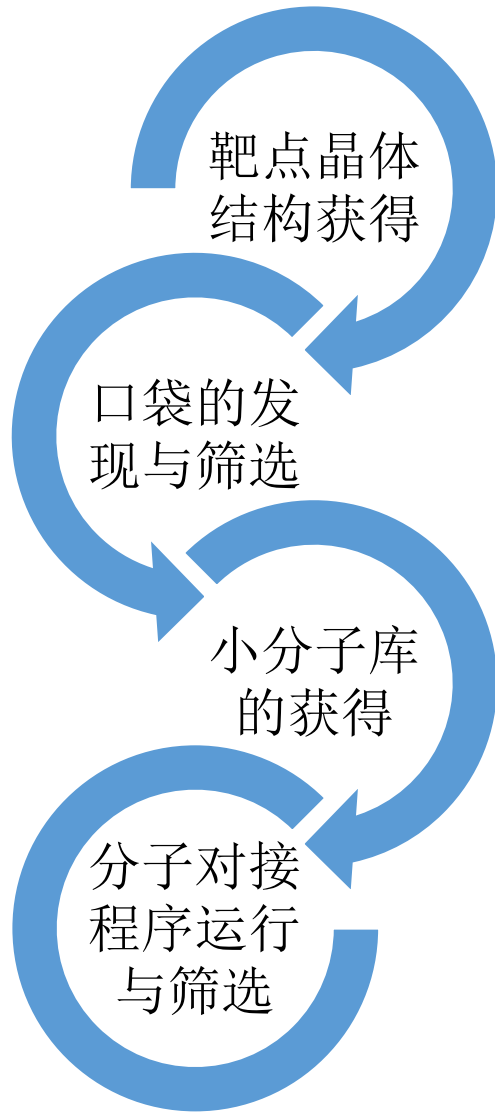 靶点晶体
结构获得
口袋的发
现与筛选
小分子库
的获得
分子对接
程序运行
与筛选